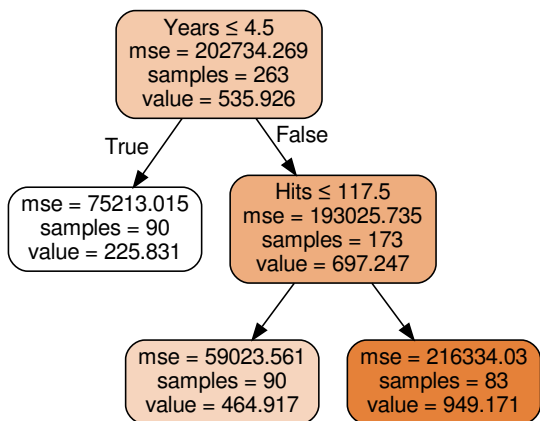 Years ≤ 4.5
mse = 202734.269
samples = 263
value = 535.926
True
False
mse = 75213.015
samples = 90
value = 225.831
Hits ≤ 117.5
mse = 193025.735
samples = 173
value = 697.247
mse = 59023.561
samples = 90
value = 464.917
mse = 216334.03
samples = 83
value = 949.171